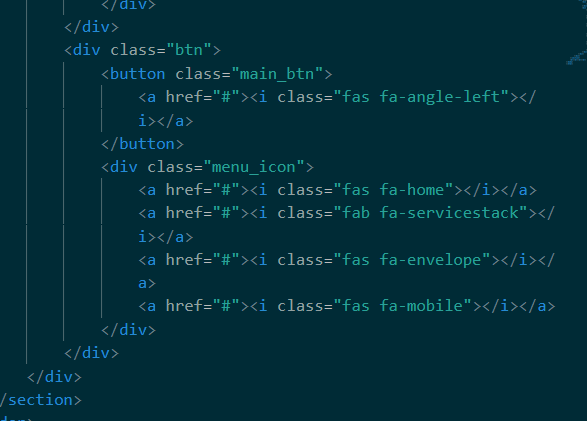 </div>
</div>
<div class="btn">
<button class="main_btn">
<a href="#"><i class="fas fa-angle-left"></
i></a>
</button>
<div class="menu_icon">
<a href="#"><i class="fas fa-home"></i></a>
<a href="#"><i class="fab fa-servicestack"></
i></a>
<a href="#"><i class="fas fa-envelope"></i></
a>
<a href="#"><i class="fas fa-mobile"></i></a>
</div>
</div>
</div>
/section>